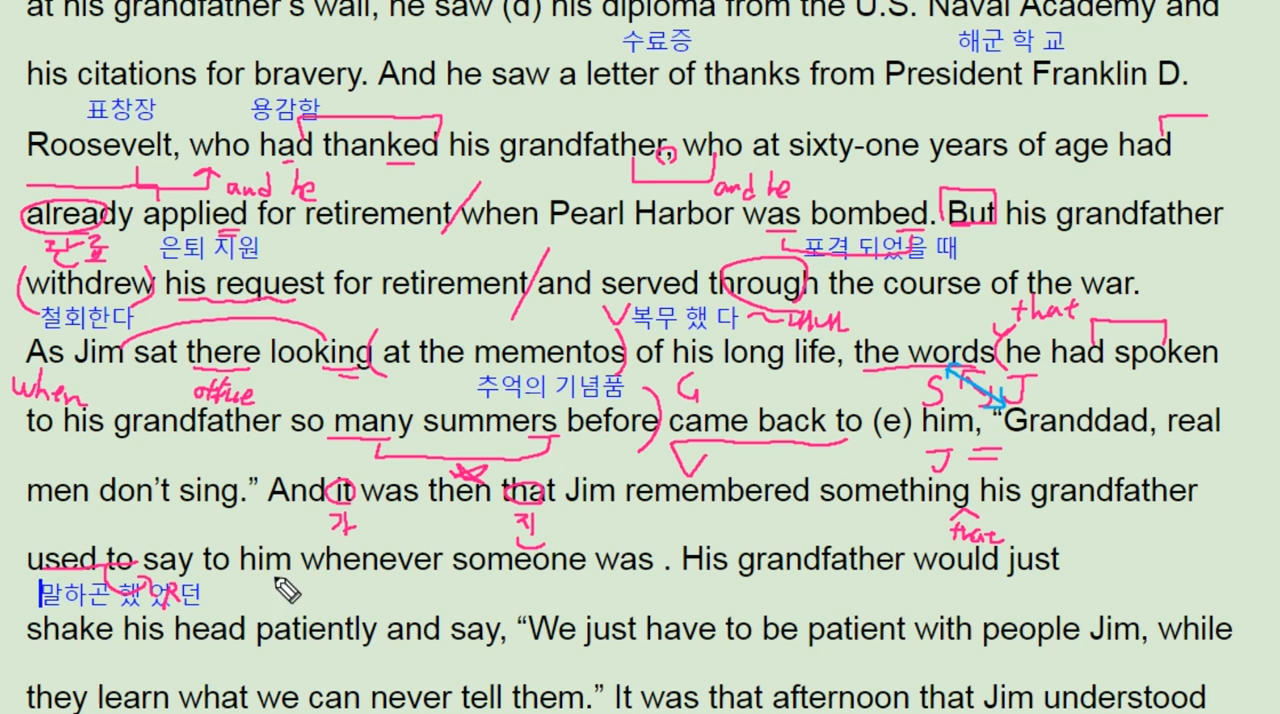 at his grandfather's wall, he saw (d) his diploma from the U.S. Naval Academy and
수료증 해군 학 교
his citations for bravery. And he saw a letter of thanks from President Franklin D.
표창장 용감함
Roosevelt, who had thanked his grandfather, who at sixty-one years of age had
and he and he
already applied for retirement when Pearl Harbor was bombed. But his grandfather
완료 은퇴 지원 포격 되었을 때
withdrew his request for retirement and served through the course of the war.
철회한다 복무 했 다 ~내내 that
As Jim sat there looking at the mementos of his long life, the words he had spoken
when office 추억의 기념품 S J
to his grandfather so many summers before came back to (e) him, “Granddad, real
V J =
men don’t sing.” And it was then that Jim remembered something his grandfather
가 진 that
used to say to him whenever someone was . His grandfather would just
말하곤 했 었던 R
shake his head patiently and say, “We just have to be patient with people Jim, while
they learn what we can never tell them.” It was that afternoon that Jim understood